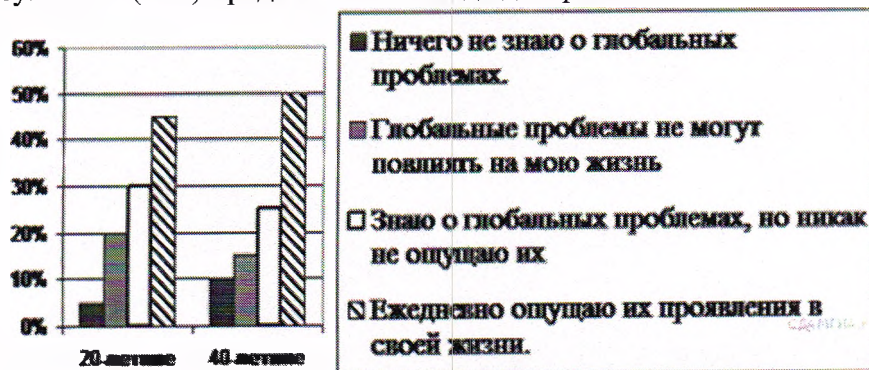 60%
50%
40%
30%
20%
10%
0%
20-летние
40-летние
Ничего не знаю о глобальных
проблемах.
Глобальные проблемы не могут
повлиять на мою жизнь
Знаю о глобальных проблемах, но никак
не ощущаю их
Ежедневно ощущаю их проявления в
своей жизни.